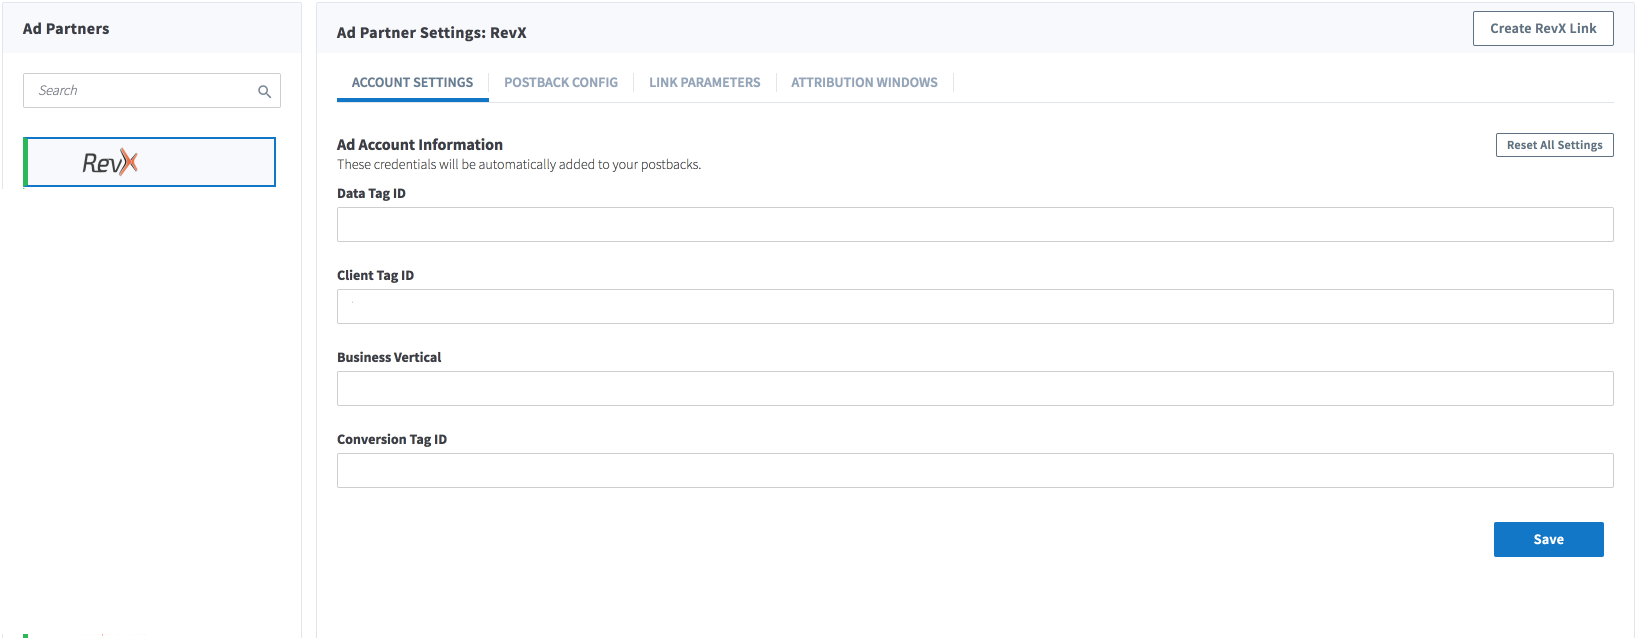 Ad Partners
Search
RevX
Ad Partner Settings: RevX
Create RevX Link
ACCOUNT SETTINGS
POSTBACK CONFIG
LINK PARAMETERS
ATTRIBUTION WINDOWS
Ad Account Information
Reset All Settings
These credentials will be automatically added to your postbacks.
Data Tag ID
Client Tag ID
Business Vertical
Conversion Tag ID
Save